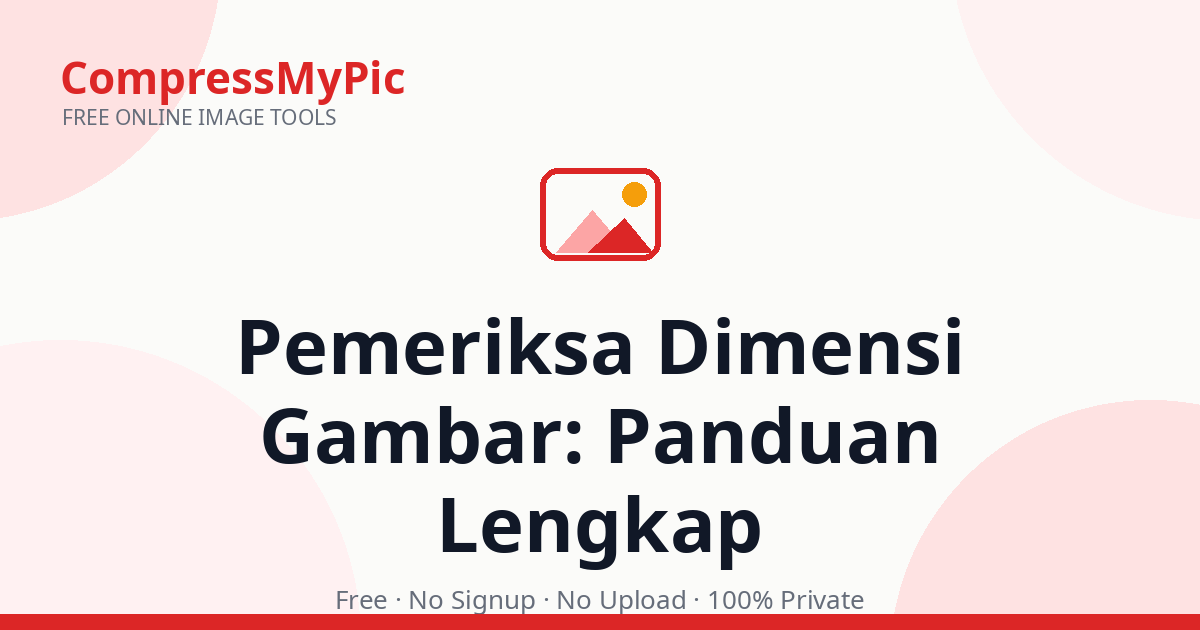 CompressMyPic
FREE ONLINE IMAGE TOOLS
Pemeriksa Dimensi
Gambar: Panduan
Lengkap
Free · No Signup · No Upload · 100% Private